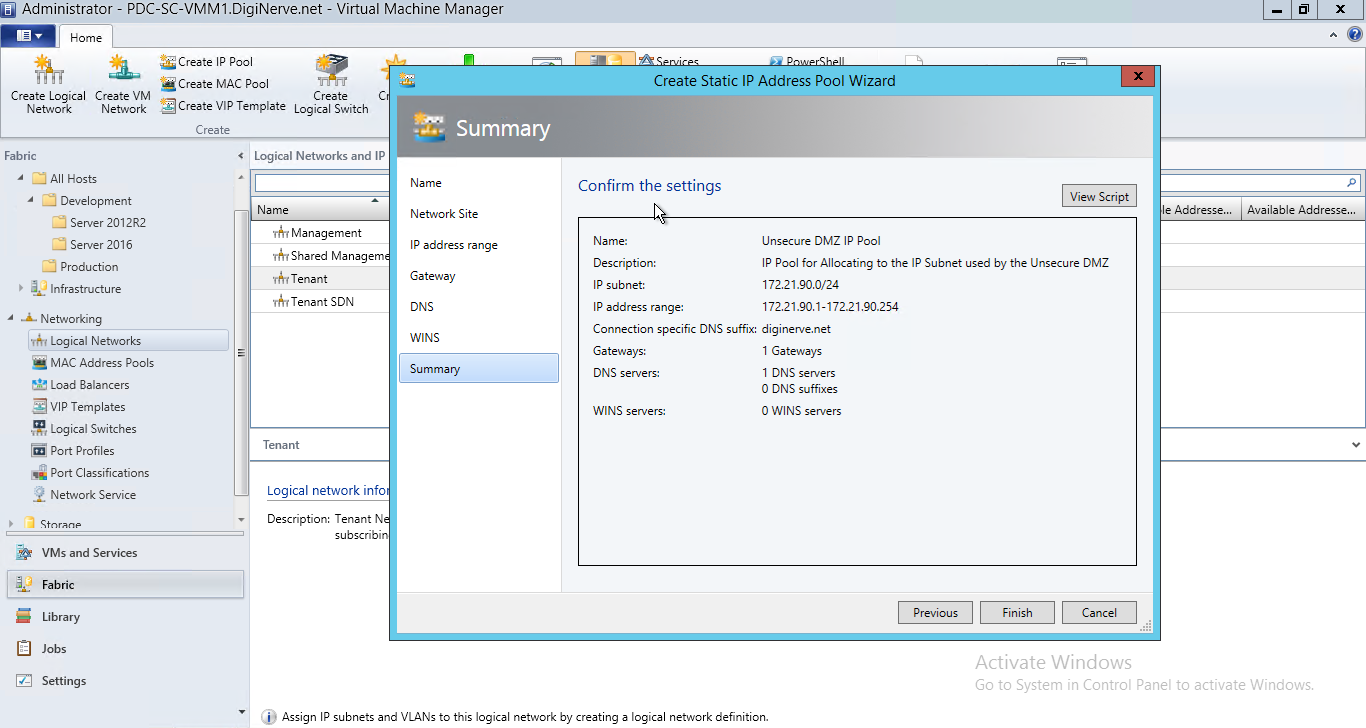 Administrator - PDC-SC-VMM1.DigiNerve.net - Virtual Machine Manager
Home
Create Logical Network
Create VM Network
Create IP Pool
Create MAC Pool
Create VIP Template
Create Logical Switch
Create
Services
PowerShell
Fabric
All Hosts
Development
Server 2012R2
Server 2016
Production
Infrastructure
Networking
Logical Networks
MAC Address Pools
Load Balancers
VIP Templates
Logical Switches
Port Profiles
Port Classifications
Network Service
Storage
VMs and Services
Fabric
Library
Jobs
Settings
Logical Networks and IP
Name
Available Addresse...
Management
Shared Manageme
Tenant
Tenant SDN
Tenant
Logical network infor
Description: Tenant Ne
subscribin
Create Static IP Address Pool Wizard
Summary
Name
Network Site
IP address range
Gateway
DNS
WINS
Summary
Confirm the settings
View Script
Name: Unsecure DMZ IP Pool
Description: IP Pool for Allocating to the IP Subnet used by the Unsecure DMZ
IP subnet: 172.21.90.0/24
IP address range: 172.21.90.1-172.21.90.254
Connection specific DNS suffix: diginerve.net
Gateways: 1 Gateways
DNS servers: 1 DNS servers
0 DNS suffixes
WINS servers: 0 WINS servers
Previous
Finish
Cancel
Activate Windows
Go to System in Control Panel to activate Windows.
Assign IP subnets and VLANs to this logical network by creating a logical network definition.